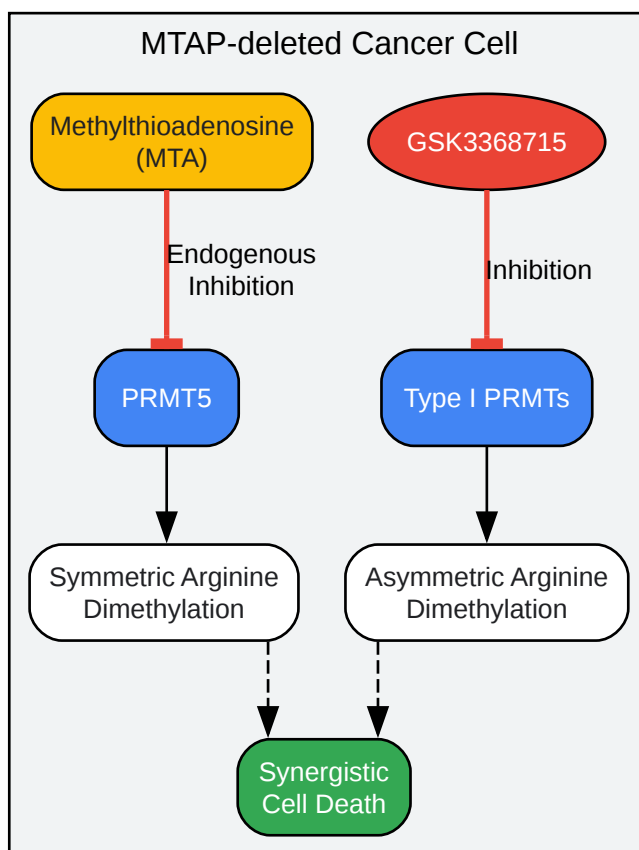 MTAP-deleted Cancer Cell
Methylthioadenosine
(MTA)
GSK3368715
Endogenous
Inhibition
Inhibition
PRMT5
Type I PRMTs
Symmetric Arginine
Dimethylation
Asymmetric Arginine
Dimethylation
Synergistic
Cell Death